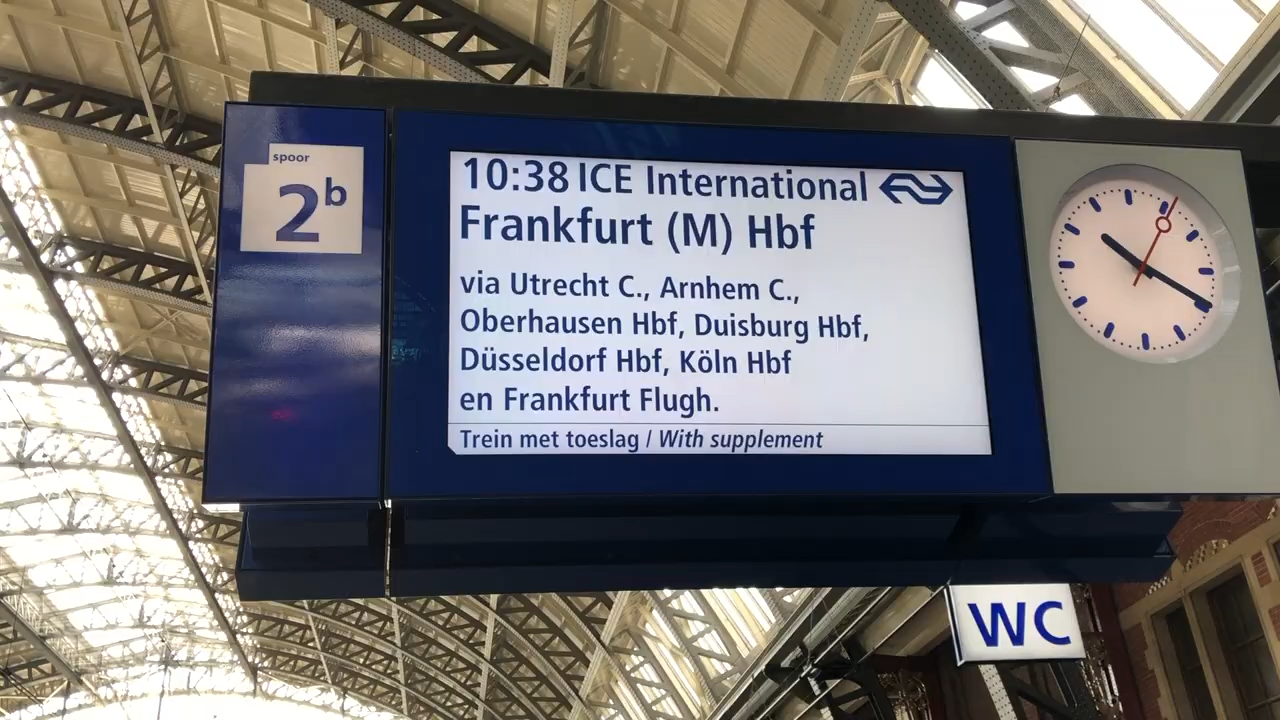 spoor
2b
10:38 ICE International
Frankfurt (M) Hbf
via Utrecht C., Arnhem C.,
Oberhausen Hbf, Duisburg Hbf,
Düsseldorf Hbf, Köln Hbf
en Frankfurt Flugh.
Trein met toeslag / With supplement
WC